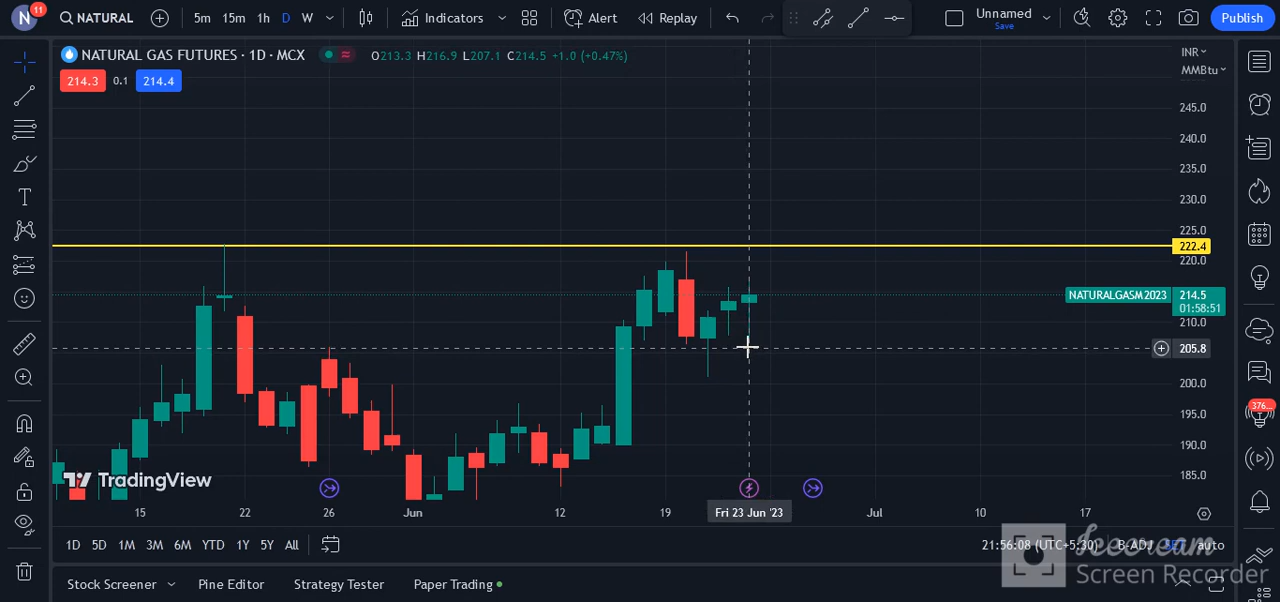 N 11 NATURAL 5m 15m 1h D W Indicators Alert Replay Unnamed Save Publish
NATURAL GAS FUTURES · 1D · MCX O213.3 H216.9 L207.1 C214.5 +1.0 (+0.47%) INR
214.3 0.1 214.4 MMBtu
245.0
240.0
235.0
230.0
225.0
222.4
220.0
NATURALGASM2023 214.5
01:58:51
210.0
205.8
200.0
195.0
376...
190.0
185.0
TradingView
15 22 26 Jun 12 19 Fri 23 Jun '23 Jul 10 17
1D 5D 1M 3M 6M YTD 1Y 5Y All 21:56:08 (UTC+5:30) B-ADJ SET auto
Icecream
Screen Recorder
Stock Screener Pine Editor Strategy Tester Paper Trading